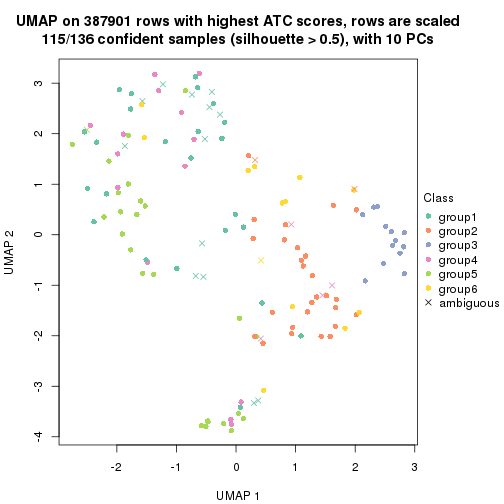 UMAP on 387901 rows with highest ATC scores, rows are scaled
115/136 confident samples (silhouette > 0.5), with 10 PCs
3
2
1
0
-1
-2
-3
-4
UMAP 2
-2
-1
0
1
2
3
UMAP 1
Class
group1
group2
group3
group4
group5
group6
ambiguous